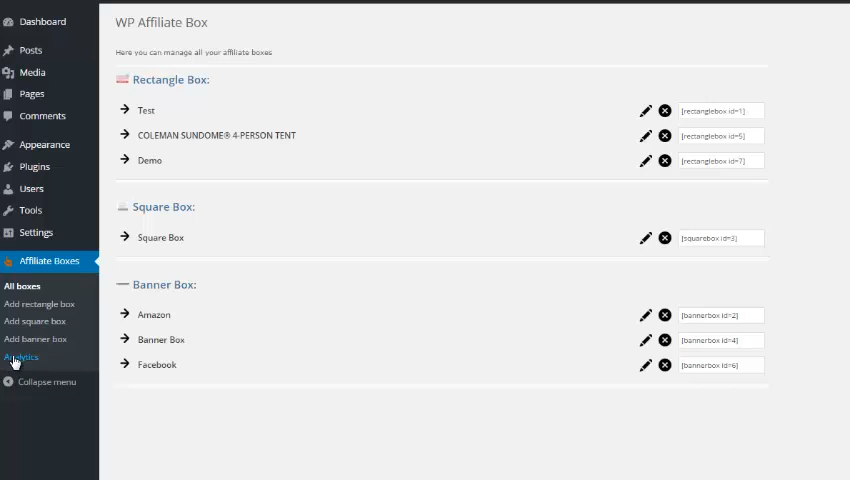 Dashboard
Posts
Media
Pages
Comments
Appearance
Plugins
Users
Tools
Settings
Affiliate Boxes
All boxes
Add rectangle box
Add square box
Add banner box
Analytics
Collapse menu
WP Affiliate Box
Here you can manage all your affiliate boxes
Rectangle Box:
Test [rectanglebox id=1]
COLEMAN SUNDOME® 4-PERSON TENT [rectanglebox id=5]
Demo [rectanglebox id=7]
Square Box:
Square Box [squarebox id=3]
Banner Box:
Amazon [bannerbox id=2]
Banner Box [bannerbox id=4]
Facebook [bannerbox id=6]